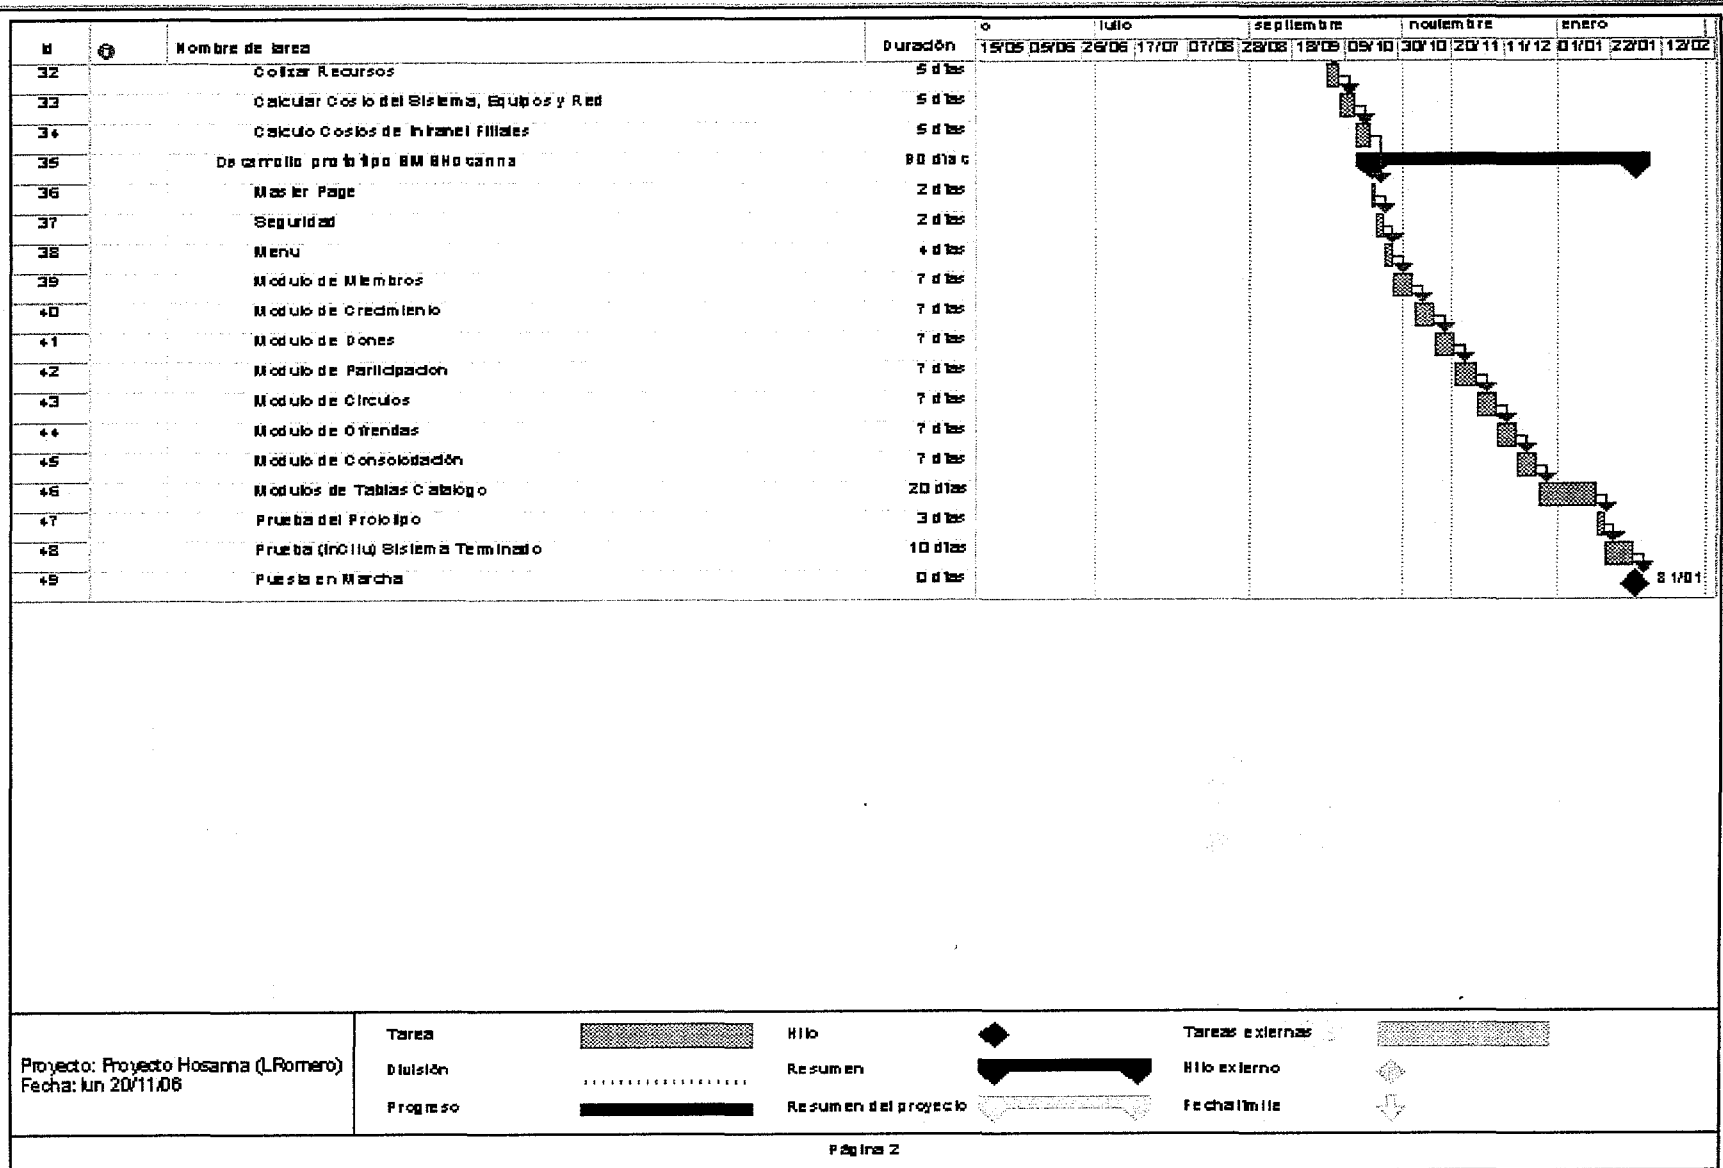 o julio septiembre noviembre enero
Id Nombre de tarea Duración 15/05 05/06 26/06 17/07 07/08 28/08 18/09 09/10 30/10 20/11 11/12 01/01 22/01 12/02
32 Cotizar Recursos 5 días
33 Calcular Costo del Sistema, Equipos y Red 5 días
34 Calculo Costos de Intranet Filiales 5 días
35 Desarrollo prototipo 80 días
36 Master Page 2 días
37 Seguridad 2 días
38 Menu 4 días
39 Modulo de Miembros 7 días
40 Modulo de Crecimiento 7 días
41 Modulo de Dones 7 días
42 Modulo de Participacion 7 días
43 Modulo de Circulos 7 días
44 Modulo de Ofrendas 7 días
45 Modulo de Consolodación 7 días
46 Modulos de Tablas Catalogo 20 días
47 Prueba del Prototipo 3 días
48 Prueba (InCitu) Sistema Terminado 10 días
49 Puesta en Marcha 0 días 31/01
Proyecto: Proyecto Hosanna (LRomero)
Fecha: lun 20/11/06
Tarea Hito Tareas externas
División Resumen Hito externo
Progreso Resumen del proyecto Fecha límite
Página 2